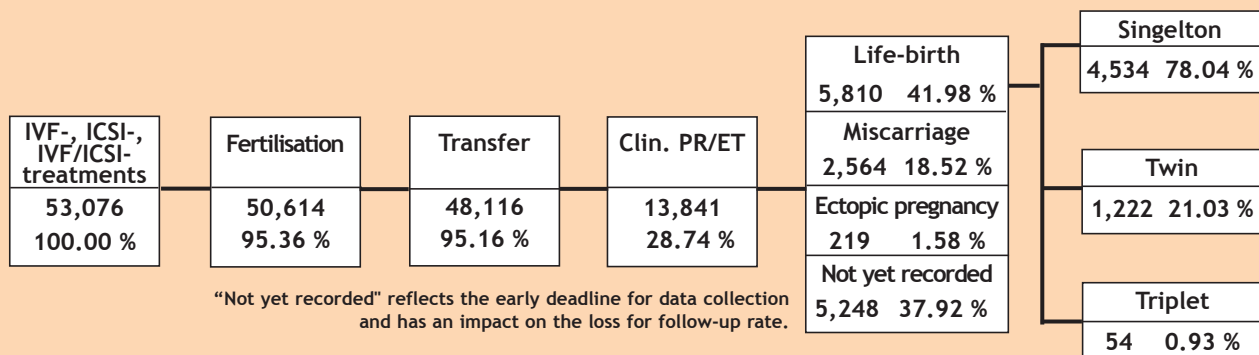 IVF-, ICSI-,
IVF/ICSI-
treatments
53,076
100.00 %
Fertilisation
50,614
95.36 %
Transfer
48,116
95.16 %
Clin. PR/ET
13,841
28.74 %
Life-birth
5,810 41.98 %
Miscarriage
2,564 18.52 %
Ectopic pregnancy
219 1.58 %
Not yet recorded
5,248 37.92 %
Singelton
4,534 78.04 %
Twin
1,222 21.03 %
Triplet
54 0.93 %
“Not yet recorded" reflects the early deadline for data collection
and has an impact on the loss for follow-up rate.